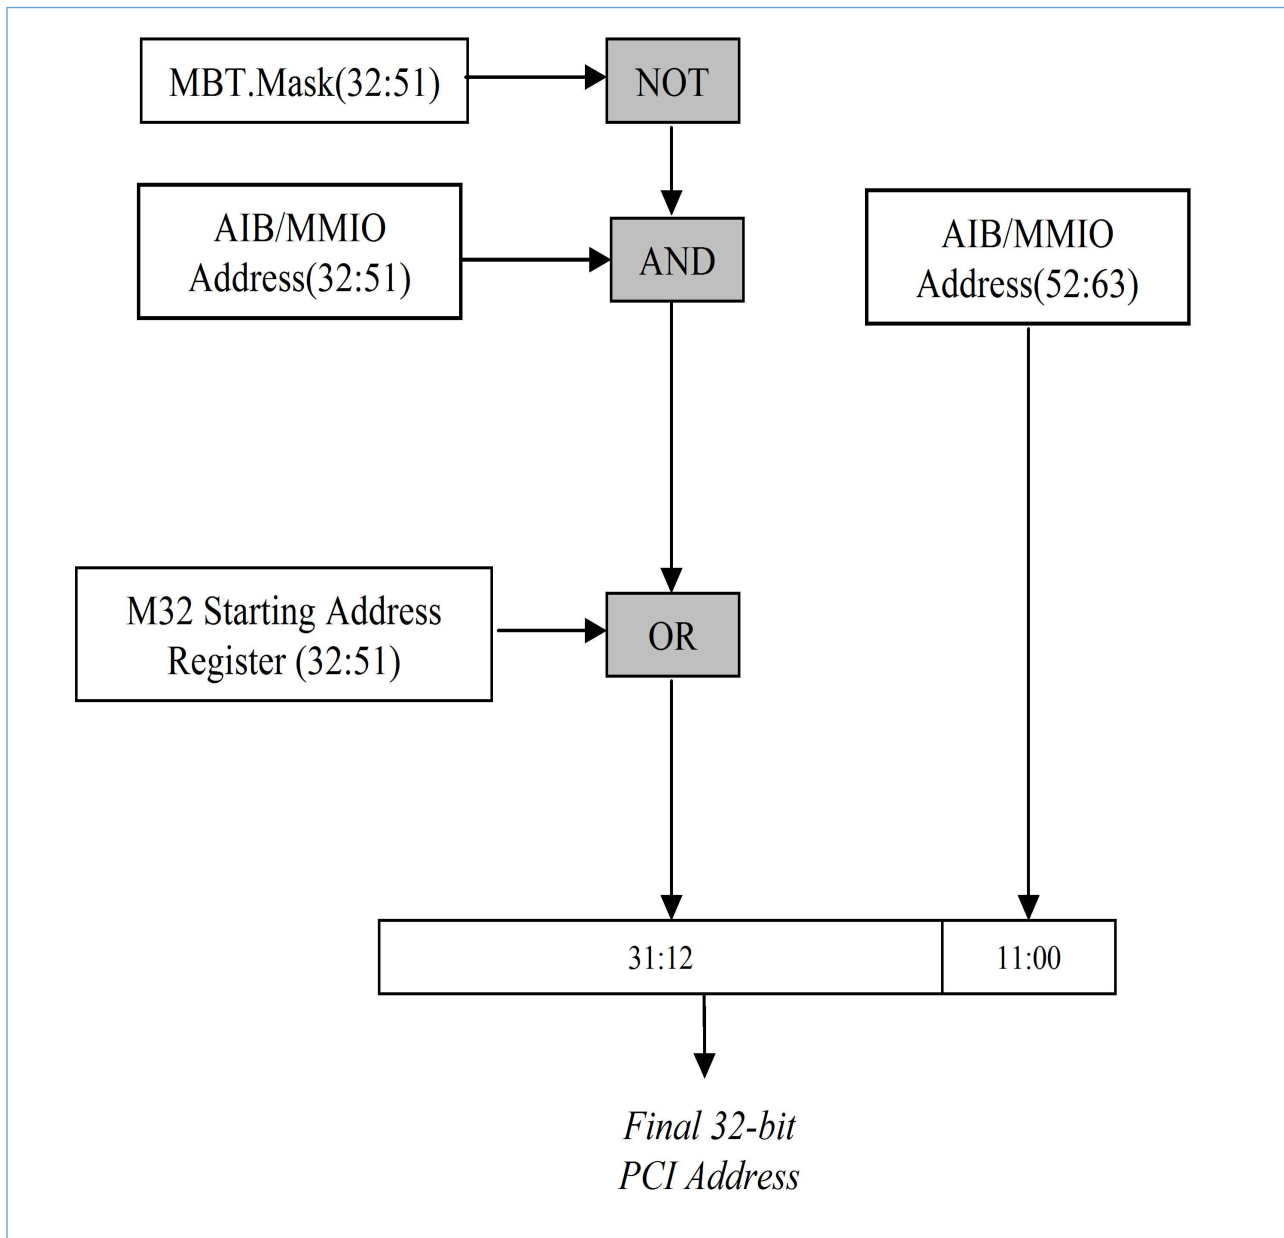 MBT.Mask(32:51)
NOT
AIB/MMIO
Address(32:51)
AND
AIB/MMIO
Address(52:63)
M32 Starting Address
Register (32:51)
OR
31:12
11:00
Final 32-bit
PCI Address